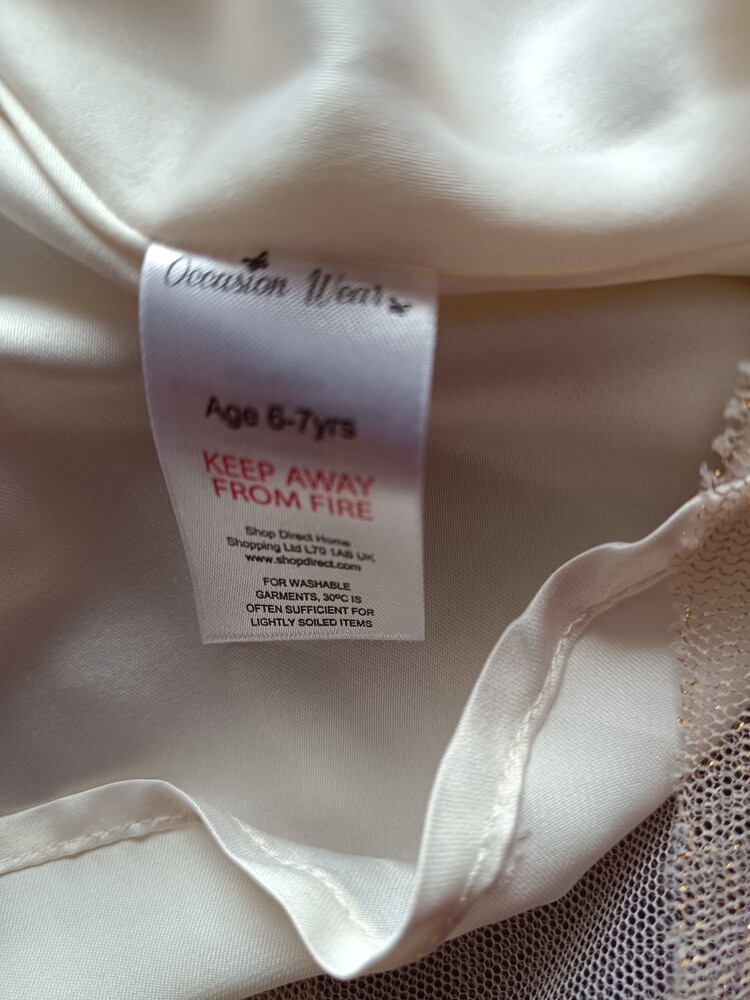 Occasion Wear
Age 6-7yrs
KEEP AWAY
FROM FIRE
Shop Direct Home
Shopping Ltd L70 1AB UK
www.shopdirect.com
FOR WASHABLE
GARMENTS, 30ºC IS
OFTEN SUFFICIENT FOR
LIGHTLY SOILED ITEMS